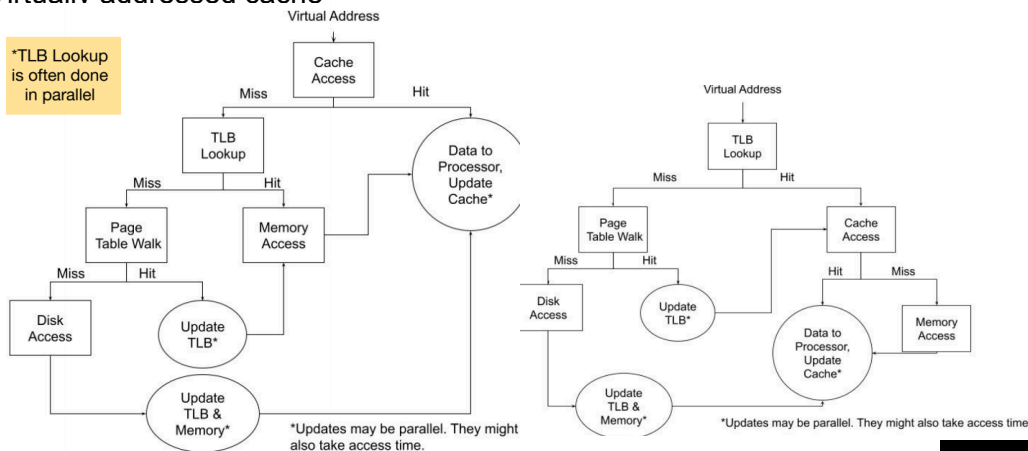 virtually addressed cache
*TLB Lookup
is often done
in parallel
Virtual Address
Cache
Access
Miss
Hit
TLB
Lookup
Data to
Processor,
Update
Cache*
Miss
Hit
Page
Table Walk
Memory
Access
Miss
Hit
Disk
Access
Update
TLB*
Update
TLB &
Memory*
*Updates may be parallel. They might
also take access time.
Virtual Address
TLB
Lookup
Miss
Hit
Page
Table Walk
Cache
Access
Miss
Hit
Hit
Miss
Disk
Access
Update
TLB*
Data to
Processor,
Update
Cache*
Memory
Access
Update
TLB &
Memory*
*Updates may be parallel. They might also take access time